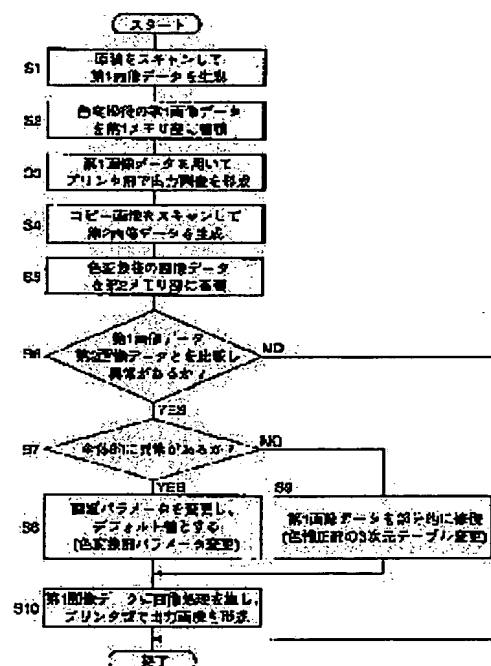 スタート
S1
原稿をスキャンして
第1画像データを生成
S2
色変換後の第1画像データ
を第1メモリ部に蓄積
S3
第1画像データを用いて
プリンタ部で出力画像を形成
S4
コピー画像をスキャンして
第2画像データを生成
S5
色変換後の画像データ
を第2メモリ部に蓄積
S6
第1画像データ
第2画像データとを比較し
異常があるか?
NO
YES
S7
全体的に異常があるか?
NO
YES
S8
画質パラメータを変更し、
デフォルト値とする
(色変換用パラメータ変更)
S9
第1画像データを部分的に修復
(色補正用の3次元テーブル変更)
S10
第1画像データに画像処理を施し、
プリンタ部で出力画像を形成
終了